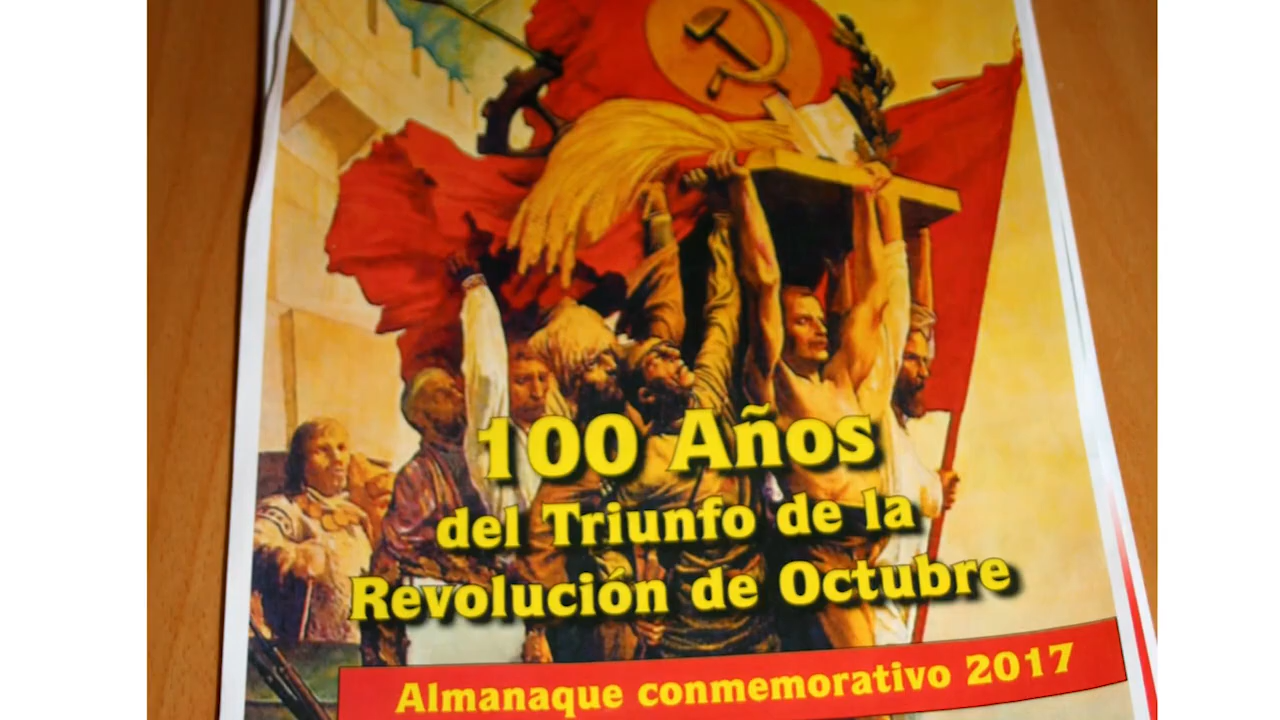 100 Años
del Triunfo de la
Revolución de Octubre
Almanaque conmemorativo 2017